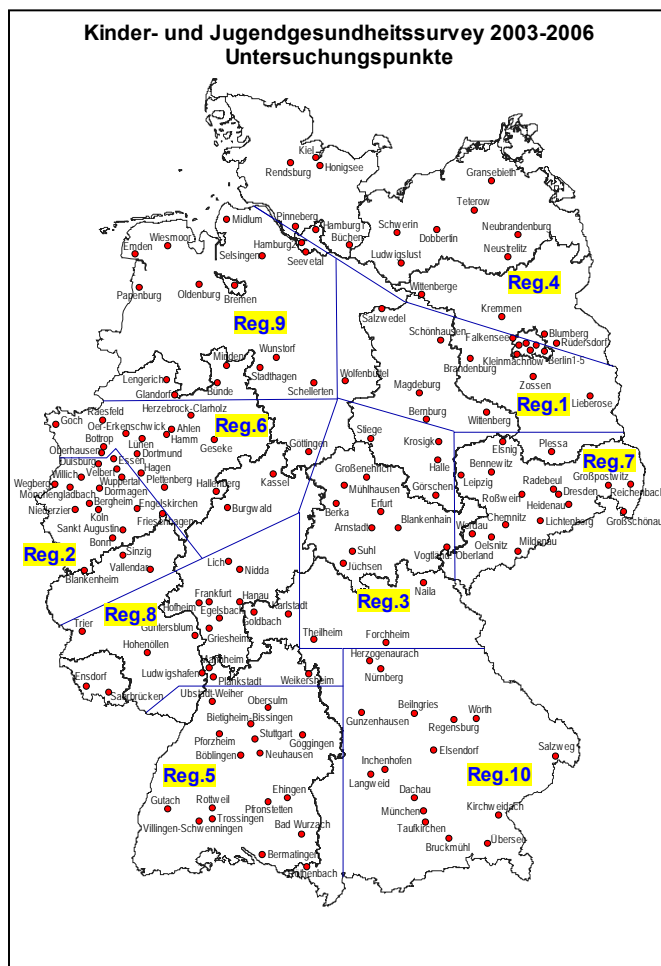 Kinder- und Jugendgesundheitssurvey 2003-2006
Untersuchungspunkte
Kiel
Rendsburg
Honigsee
Gransebieth
Teterow
Midlum
Pinneberg
Hamburg1
Schwerin
Neubrandenburg
Wiesmoor
Büchen
Dobbertin
Emden
Hamburg2
Selsingen
Seevetal
Ludwigslust
Neustrelitz
Reg.4
Papenburg
Oldenburg
Bremen
Wittenberge
Salzwedel
Kremmen
Reg.9
Schönhausen
Falkensee
Blumberg
Rüdersdorf
Wunstorf
Minden
Kleinmachnow
Berlin1-5
Brandenburg
Lengerich
Stadthagen
Wolfenbüttel
Zossen
Glandorf
Bünde
Schellerten
Magdeburg
Reg.1
Lieberose
Raesfeld
Herzebrock-Clarholz
Bernburg
Wittenberg
Goch
Oer-Erkenschwick
Reg.6
Ahlen
Stiege
Bottrop
Hamm
Göttingen
Krosigk
Elsnig
Plessa
Lünen
Geseke
Oberhausen
Dortmund
Halle
Bennewitz
Reg.7
Duisburg
Essen
Großenehrich
Leipzig
Großpostwitz
Willich
Velbert
Hagen
Kassel
Mühlhausen
Radebeul
Wegberg
Wuppertal
Plettenberg
Hallenberg
Görschen
Roßwein
Dresden
Reichenbach
Mönchengladbach
Dormagen
Erfurt
Heidenau
Bergheim
Engelskirchen
Burgwald
Berka
Großschönau
Niederzier
Köln
Friesenhagen
Arnstadt
Blankenhain
Werdau
Chemnitz
Lichtenberg
Sankt Augustin
Oelsnitz
Bonn
Reg.2
Suhl
Vogtländ. Oberland
Mildenau
Sinzig
Lich
Jüchsen
Blankenheim
Vallendar
Nidda
Naila
Frankfurt
Hanau
Reg.3
Reg.8
Hofheim
Egelsbach
Karlstadt
Goldbach
Trier
Guntersblum
Griesheim
Theilheim
Forchheim
Hohenöllen
Mannheim
Herzogenaurach
Ensdorf
Ludwigshafen
Plankstadt
Weikersheim
Nürnberg
Saarbrücken
Ubstadt-Weiher
Obersulm
Beilngries
Wörth
Bietigheim-Bissingen
Gunzenhausen
Regensburg
Pforzheim
Stuttgart
Göggingen
Elsendorf
Böblingen
Neuhausen
Salzweg
Inchenhofen
Reg.5
Langweid
Reg.10
Ehingen
Dachau
Gutach
Rottweil
Pfronstetten
München
Kirchweidach
Trossingen
Villingen-Schwenningen
Bad Wurzach
Taufkirchen
Bruckmühl
Übersee
Bermatingen
Röthenbach